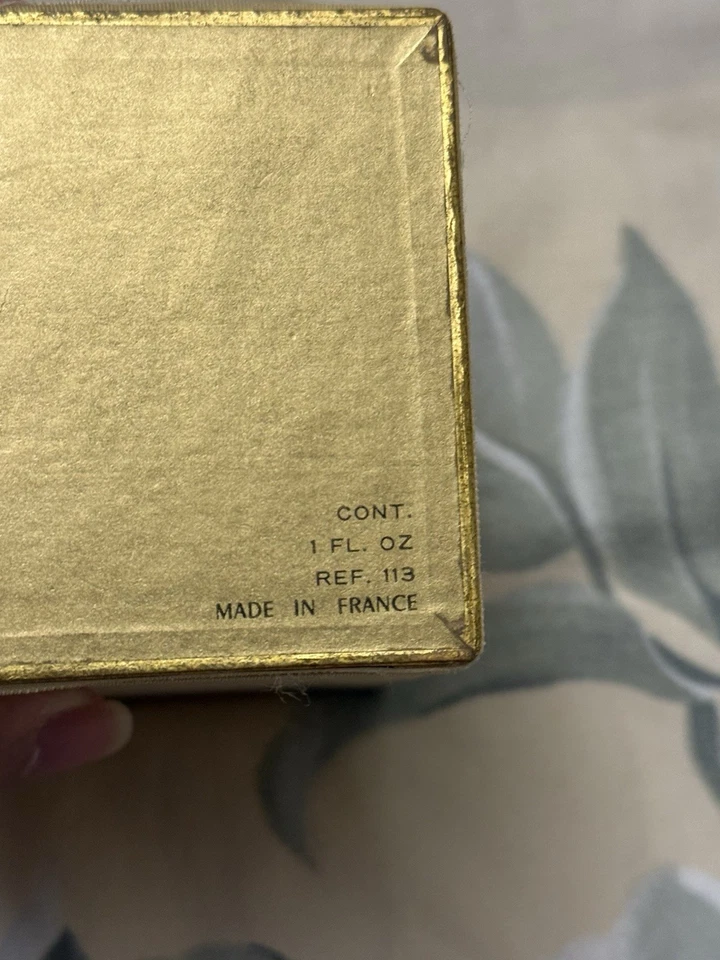 CONT.
1 FL. OZ
REF. 113
MADE IN FRANCE